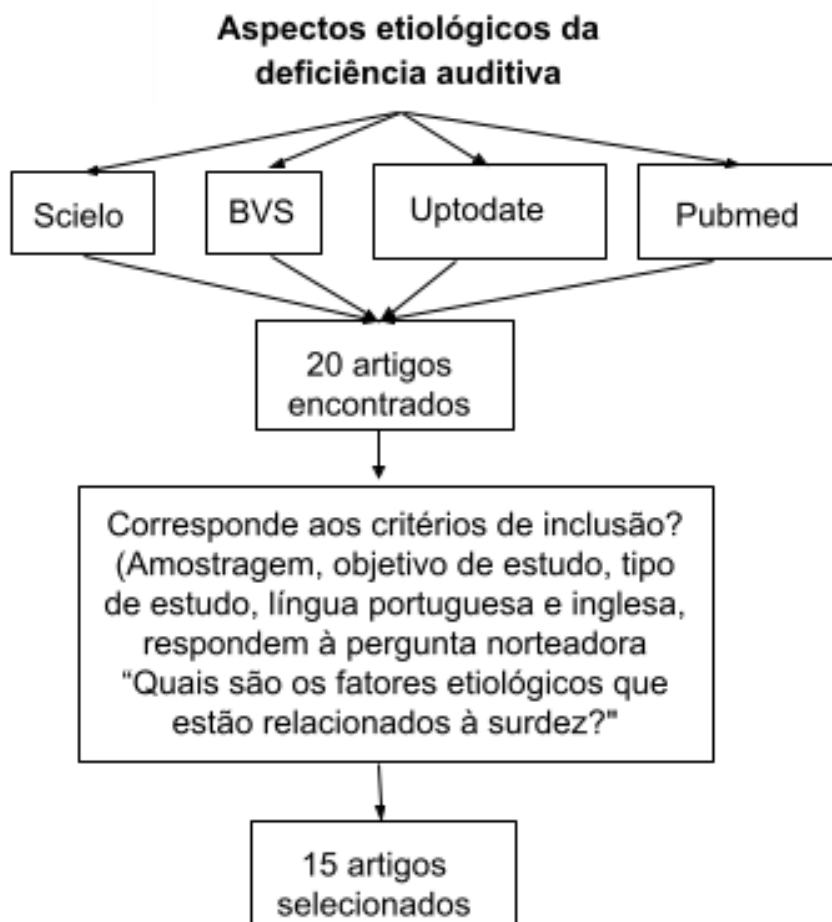 Aspectos etiológicos da
deficiência auditiva
Scielo
BVS
Uptodate
Pubmed
20 artigos
encontrados
Corresponde aos critérios de inclusão?
(Amostragem, objetivo de estudo, tipo
de estudo, língua portuguesa e inglesa,
respondem à pergunta norteadora
“Quais são os fatores etiológicos que
estão relacionados à surdez?"
15 artigos
selecionados